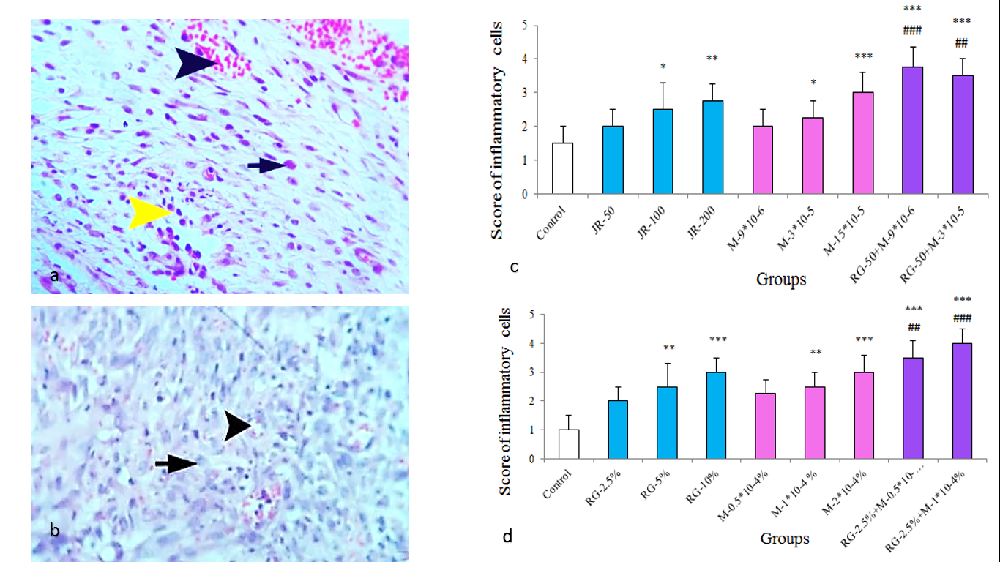 a
b
Score of inflammatory cells
5
4
3
2
1
0
*
**
*
***
***
###
***
##
Control
JR-50
JR-100
JR-200
M-9*10-6
M-3*10-5
M-15*10-5
RG-50+M-9*10-6
RG-50+M-3*10-5
Groups
c
Score of inflammatory cells
5
4
3
2
1
0
**
***
**
***
***
##
***
###
Control
RG-2.5%
RG-5%
RG-10%
M-0.5*10-4%
M-1*10-4 %
M-2*10-4%
RG-2.5%+M-0.5*10-…
RG-2.5%+M-1*10-4%
Groups
d